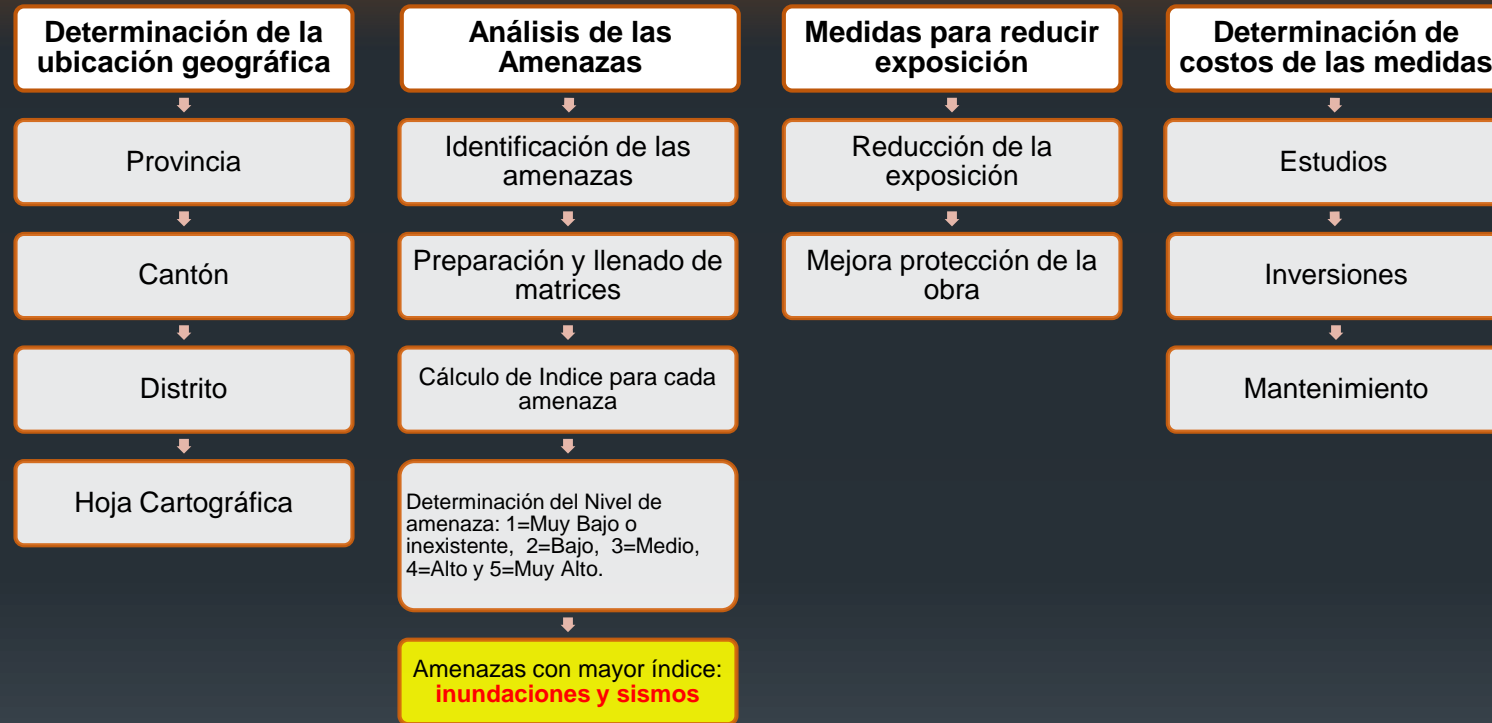 Determinación de la
ubicación geográfica
Provincia
Cantón
Distrito
Hoja Cartográfica
Análisis de las
Amenazas
Identificación de las
amenazas
Preparación y llenado de
matrices
Cálculo de Indice para cada
amenaza
Determinación del Nivel de
amenaza: 1=Muy Bajo o
inexistente, 2=Bajo, 3=Medio,
4=Alto y 5=Muy Alto.
Amenazas con mayor índice:
inundaciones y sismos
Medidas para reducir
exposición
Reducción de la
exposición
Mejora protección de la
obra
Determinación de
costos de las medidas
Estudios
Inversiones
Mantenimiento